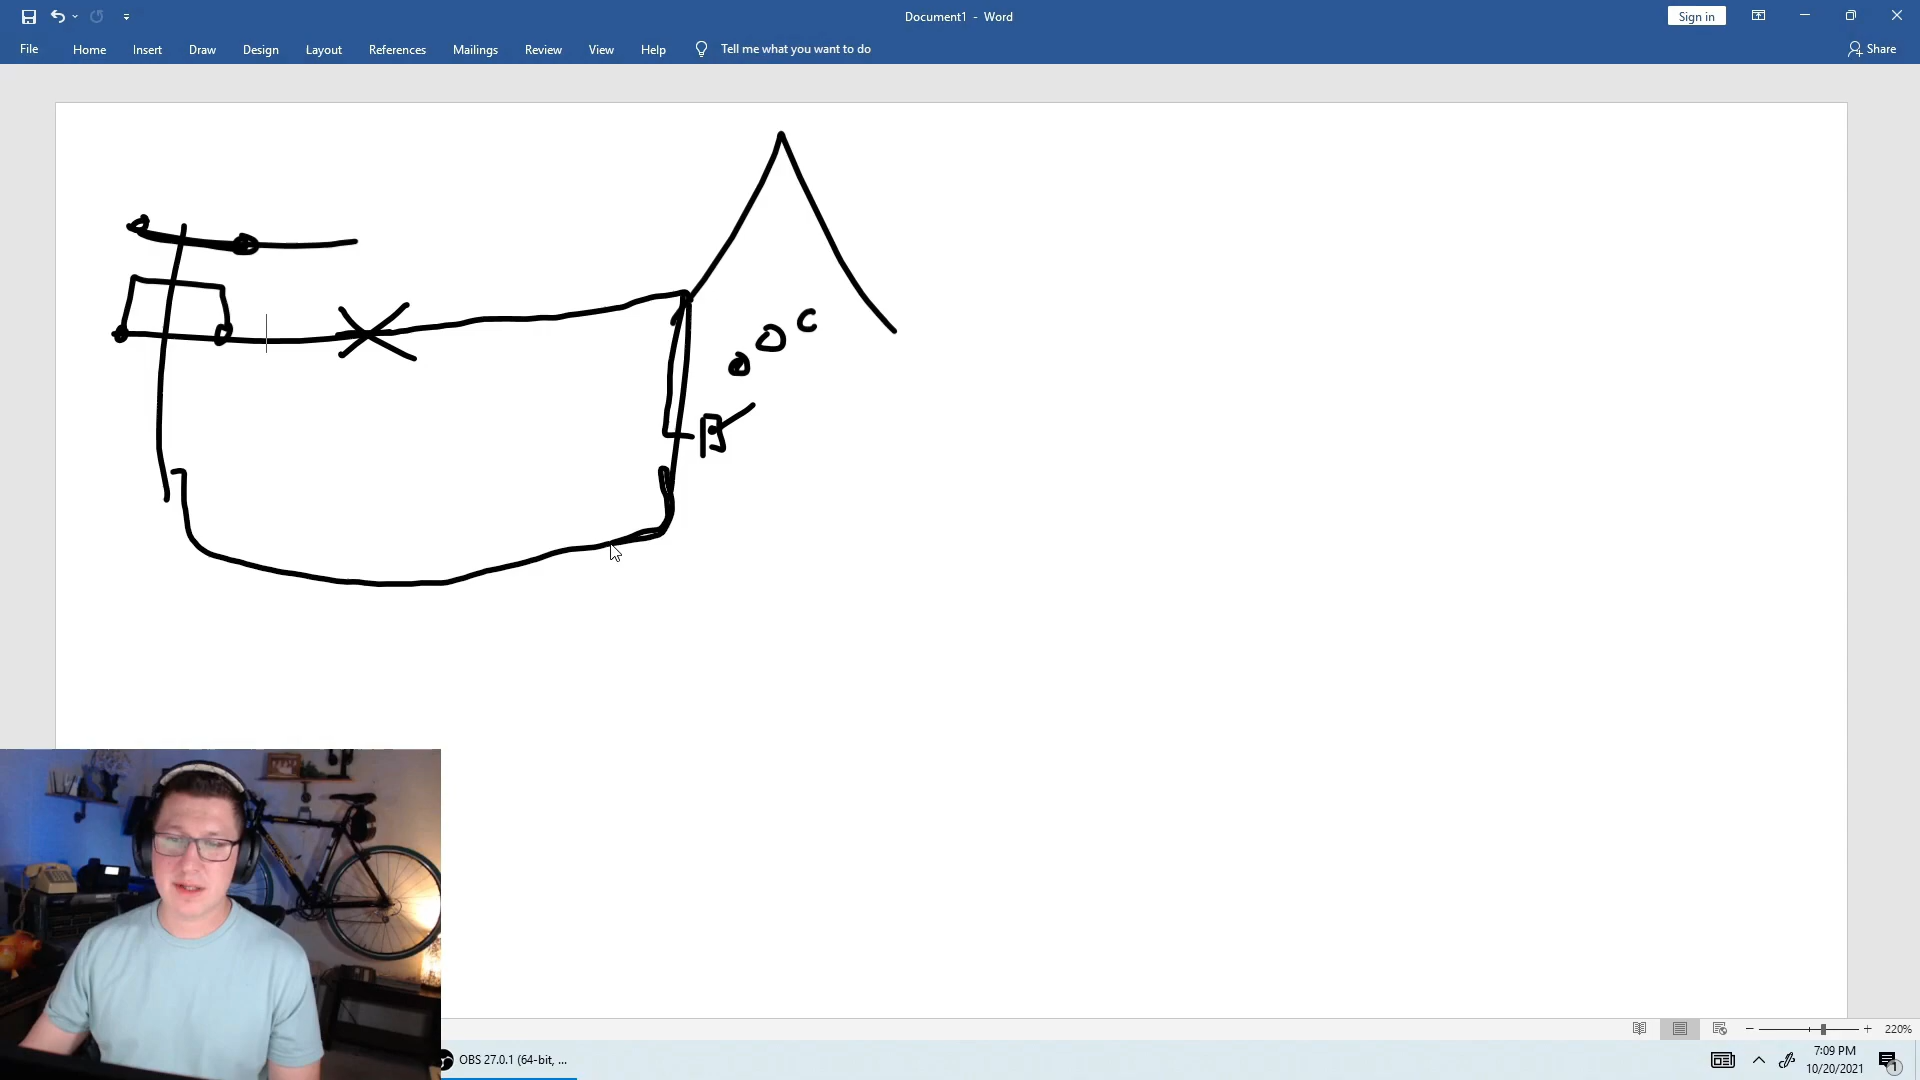 Document1 - Word
Sign in
File Home Insert Draw Design Layout References Mailings Review View Help Tell me what you want to do
Share
220%
OBS 27.0.1 (64-bit, ...
7:09 PM
10/20/2021
1